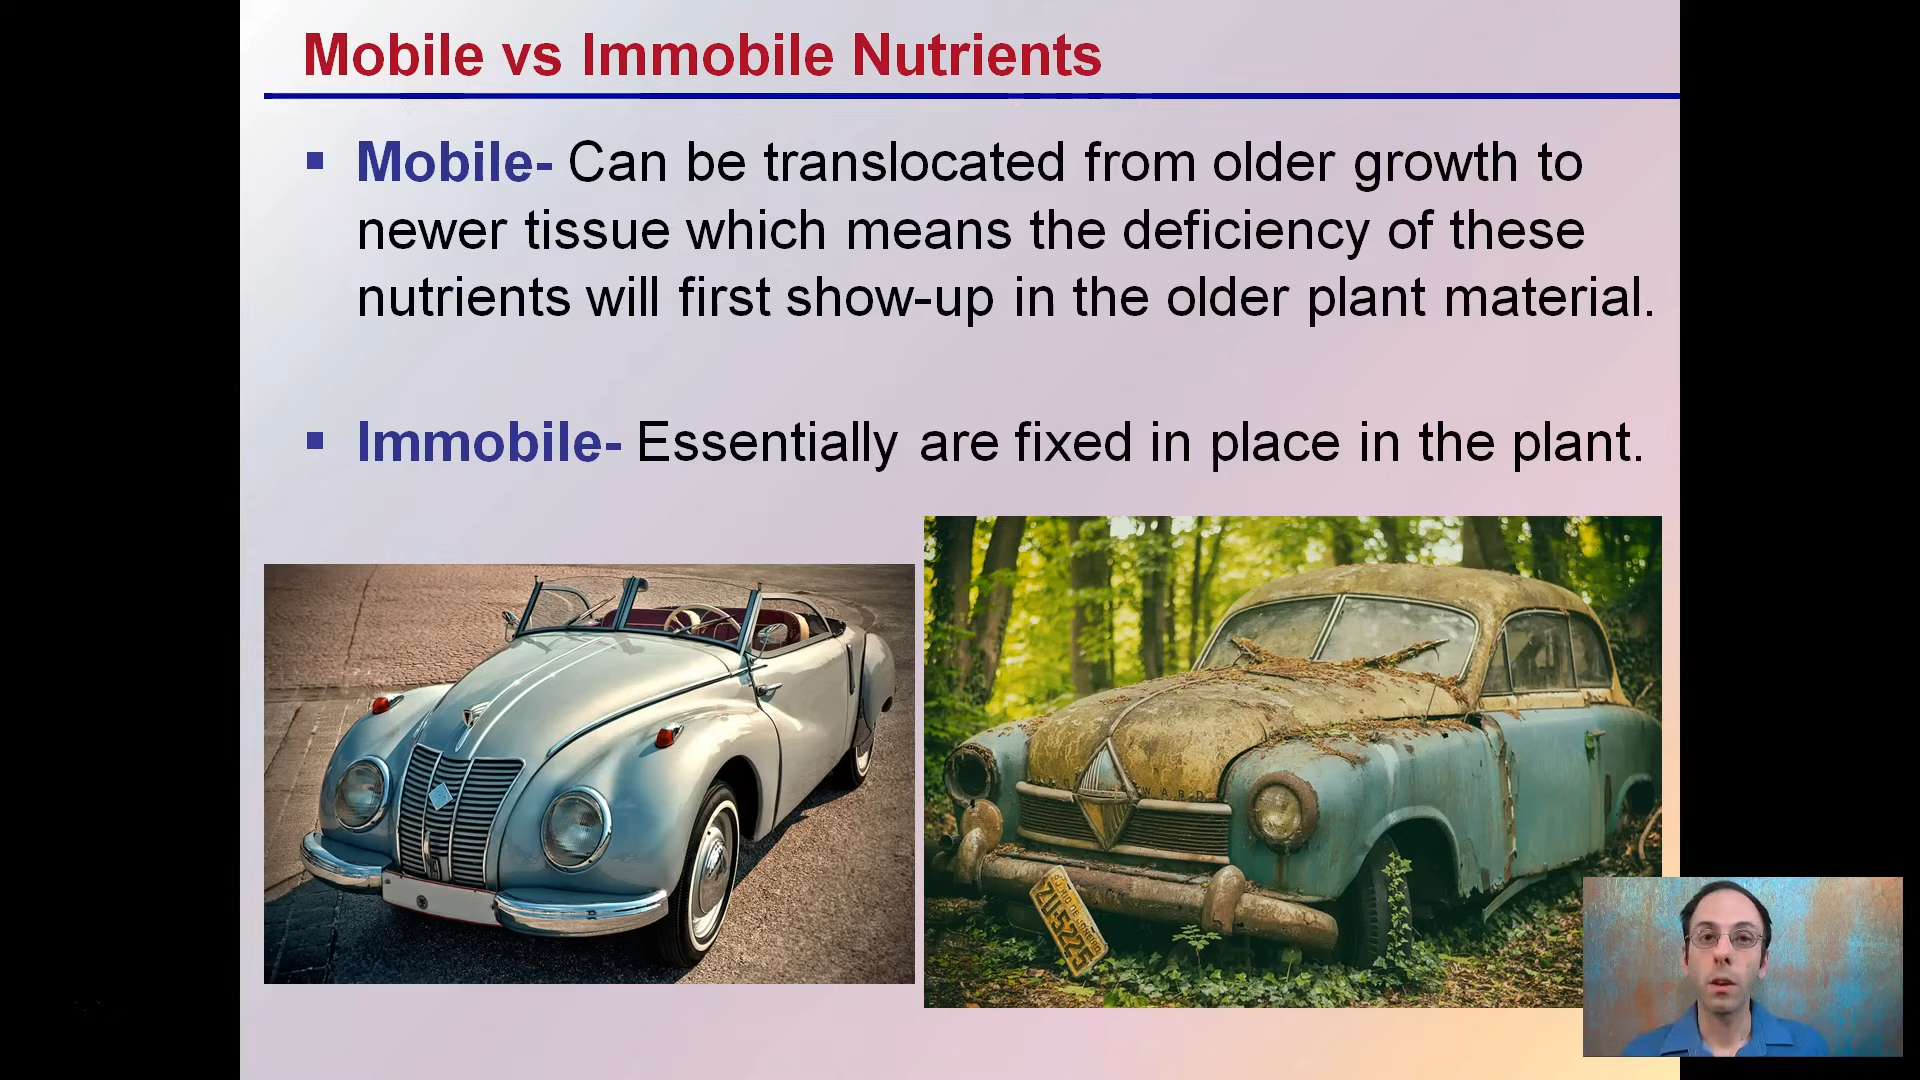 Mobile vs Immobile Nutrients
▪ Mobile- Can be translocated from older growth to
newer tissue which means the deficiency of these
nutrients will first show-up in the older plant material.
▪ Immobile- Essentially are fixed in place in the plant.
ZU-5225